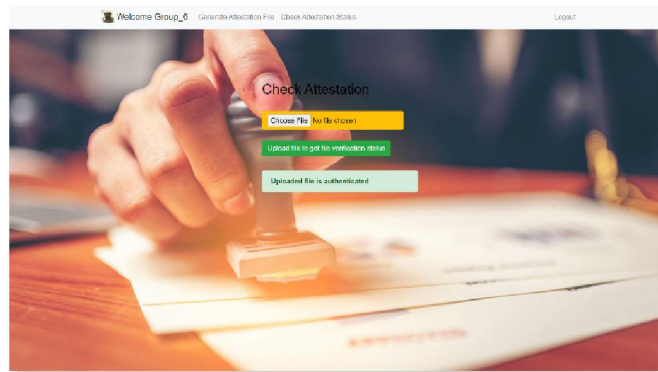 Welcome Group_6 Generate Attestation File Check Attestation Status Logout
Check Attestation
Choose File No file chosen
Upload file to get file verification status
Uploaded file is authenticated